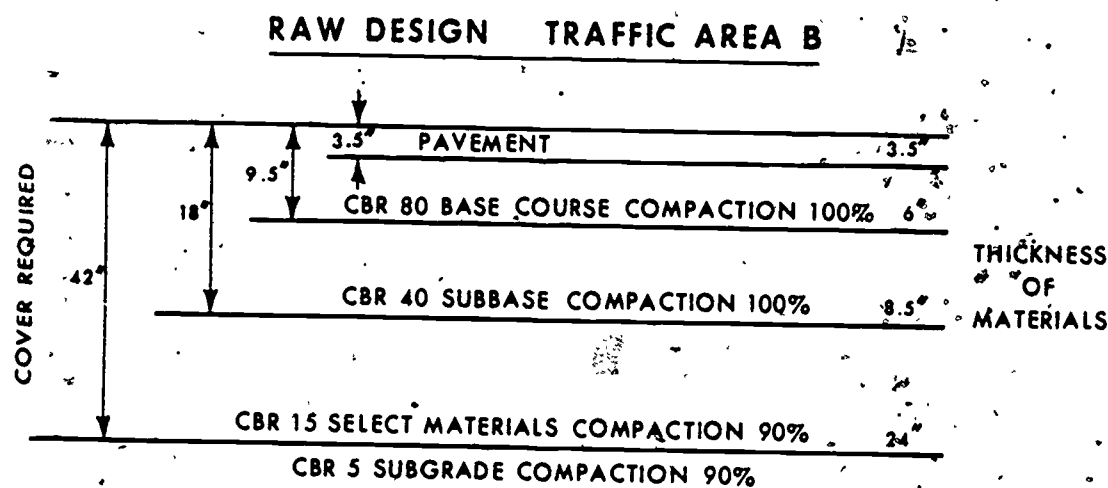 RAW DESIGN TRAFFIC AREA B
3.5" PAVEMENT 3.5"
9.5"
CBR 80 BASE COURSE COMPACTION 100% 6"
18"
COVER REQUIRED
42"
CBR 40 SUBBASE COMPACTION 100% 8.5"
THICKNESS
OF
MATERIALS
CBR 15 SELECT MATERIALS COMPACTION 90% 24"
CBR 5 SUBGRADE COMPACTION 90%